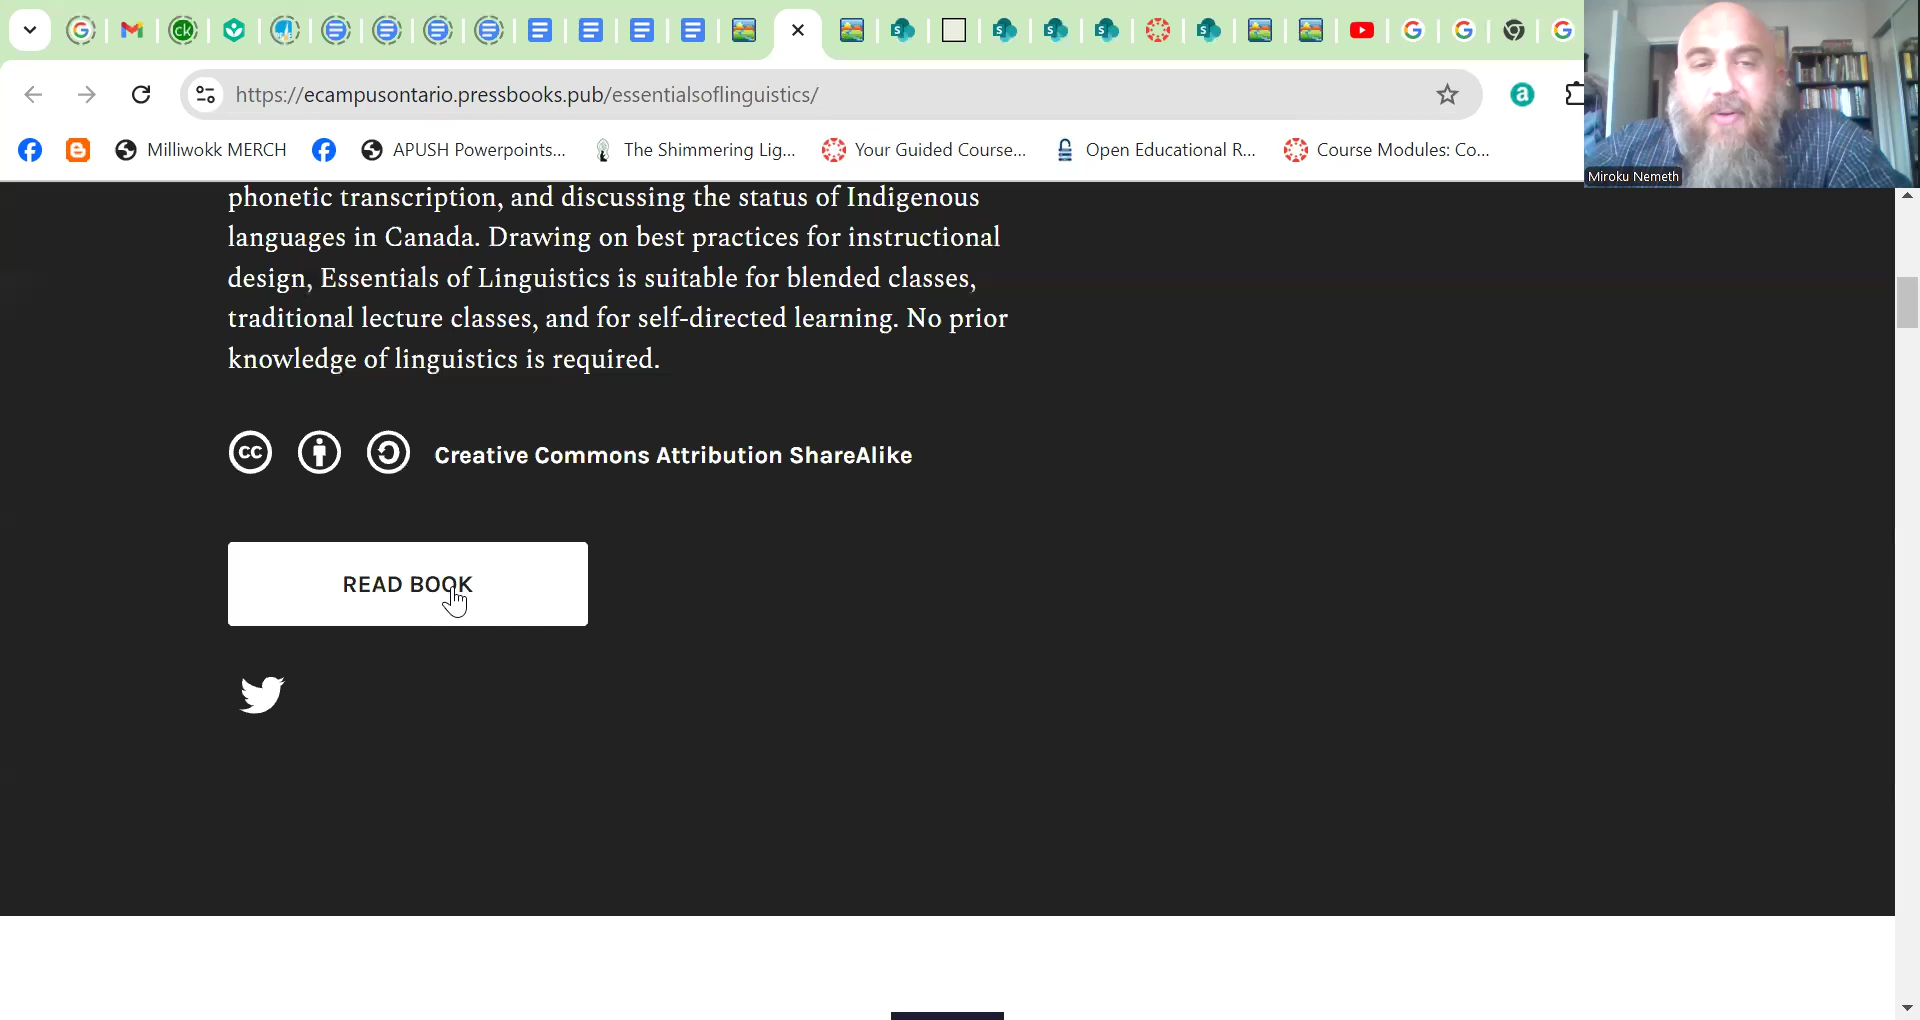 https://ecampusontario.pressbooks.pub/essentialsoflinguistics/
Milliwokk MERCH
APUSH Powerpoints...
The Shimmering Lig...
Your Guided Course...
Open Educational R...
Course Modules: Co...
Miroku Nemeth
phonetic transcription, and discussing the status of Indigenous
languages in Canada. Drawing on best practices for instructional
design, Essentials of Linguistics is suitable for blended classes,
traditional lecture classes, and for self-directed learning. No prior
knowledge of linguistics is required.
Creative Commons Attribution ShareAlike
READ BOOK